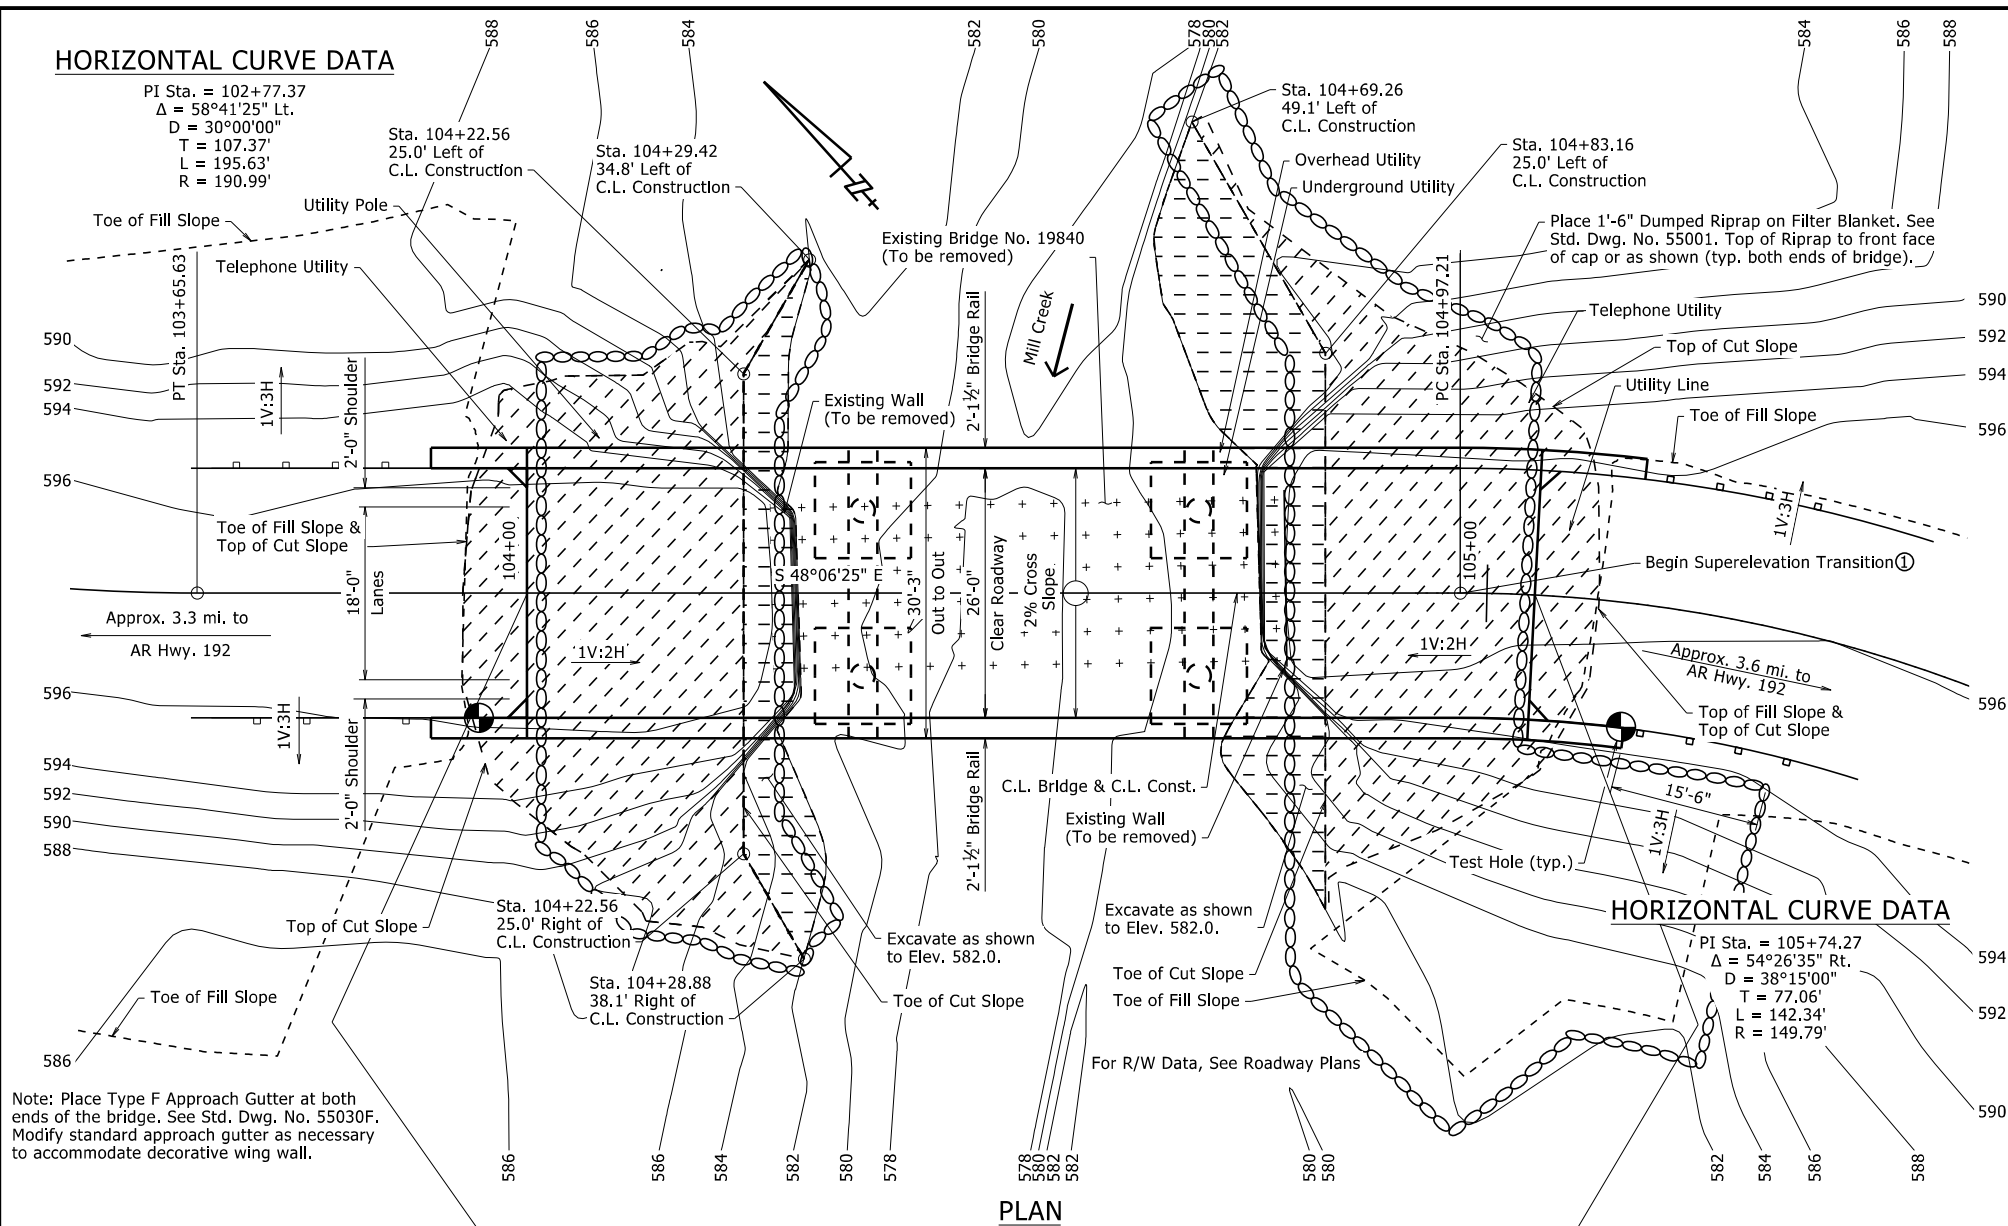 588
586
584
582
580
578
580
582
584
586
588
HORIZONTAL CURVE DATA
PI Sta. = 102+77.37
Δ = 58°41'25" Lt.
D = 30°00'00"
T = 107.37'
L = 195.63'
R = 190.99'
Sta. 104+22.56
25.0' Left of
C.L. Construction
Sta. 104+29.42
34.8' Left of
C.L. Construction
Sta. 104+69.26
49.1' Left of
C.L. Construction
Sta. 104+83.16
25.0' Left of
C.L. Construction
Overhead Utility
Underground Utility
Toe of Fill Slope
Utility Pole
Telephone Utility
Existing Bridge No. 19840
(To be removed)
Place 1'-6" Dumped Riprap on Filter Blanket. See
Std. Dwg. No. 55001. Top of Riprap to front face
of cap or as shown (typ. both ends of bridge).
PT Sta. 103+65.63
PC Sta. 104+97.21
Mill Creek
2'-1½" Bridge Rail
Telephone Utility
Top of Cut Slope
Utility Line
Toe of Fill Slope
590
592
594
596
590
592
594
596
1V:3H
2'-0" Shoulder
Existing Wall
(To be removed)
Toe of Fill Slope &
Top of Cut Slope
104+00
18'-0"
Lanes
S 48°06'25" E
30'-3"
Out to Out
26'-0"
Clear Roadway
2% Cross
Slope
105+00
1V:3H
Begin Superelevation Transition①
Approx. 3.3 mi. to
AR Hwy. 192
1V:2H
1V:2H
Approx. 3.6 mi. to
AR Hwy. 192
596
596
Top of Fill Slope &
Top of Cut Slope
1V:3H
2'-0" Shoulder
594
592
590
588
C.L. Bridge & C.L. Const.
Existing Wall
(To be removed)
2'-1½" Bridge Rail
15'-6"
1V:3H
Test Hole (typ.)
Top of Cut Slope
Sta. 104+22.56
25.0' Right of
C.L. Construction
Excavate as shown
to Elev. 582.0.
Excavate as shown
to Elev. 582.0.
HORIZONTAL CURVE DATA
PI Sta. = 105+74.27
Δ = 54°26'35" Rt.
D = 38°15'00"
T = 77.06'
L = 142.34'
R = 149.79'
594
592
590
Toe of Fill Slope
Sta. 104+28.88
38.1' Right of
C.L. Construction
Toe of Cut Slope
Toe of Cut Slope
Toe of Fill Slope
586
For R/W Data, See Roadway Plans
Note: Place Type F Approach Gutter at both
ends of the bridge. See Std. Dwg. No. 55030F.
Modify standard approach gutter as necessary
to accommodate decorative wing wall.
586
586
584
582
580
578
578
580
582
582
580
580
582
584
586
588
PLAN